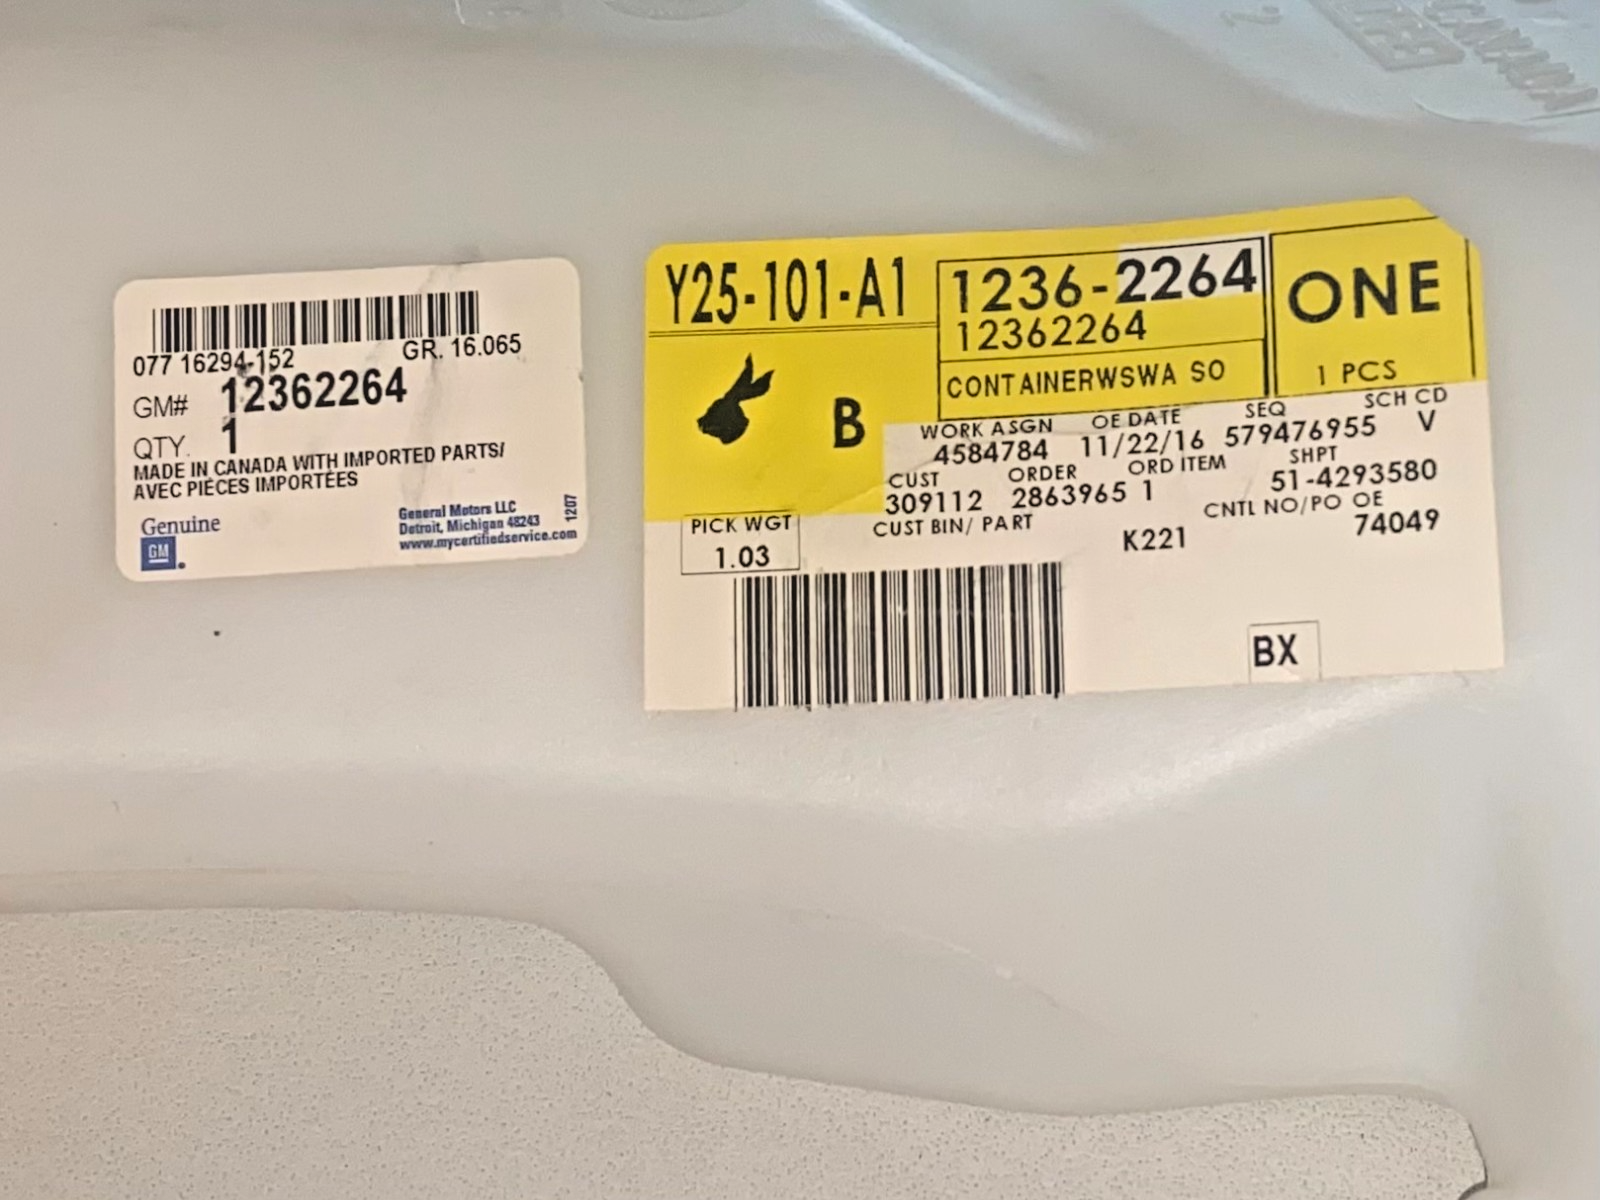 077 16294-152 GR. 16.065
GM# 12362264
QTY. 1
MADE IN CANADA WITH IMPORTED PARTS/
AVEC PIÈCES IMPORTÉES
Genuine
GM
General Motors LLC
Detroit, Michigan 48243
www.mycertifiedservice.com
1207
Y25-101-A1
1236-2264
12362264
CONTAINERWSWA SO
ONE
1 PCS
B
WORK ASGN OE DATE SEQ SCH CD
4584784 11/22/16 579476955 V
CUST ORDER ORD ITEM SHPT
309112 2863965 1 51-4293580
CUST BIN/ PART CNTL NO/PO OE
K221 74049
PICK WGT
1.03
BX